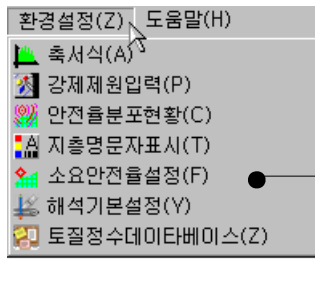 환경설정(Z) 도움말(H)
축서식(A)
강제제원입력(P)
안전율분포현황(C)
지층명문자표시(T)
소요안전율설정(F)
해석기본설정(Y)
토질정수데이타베이스(Z)